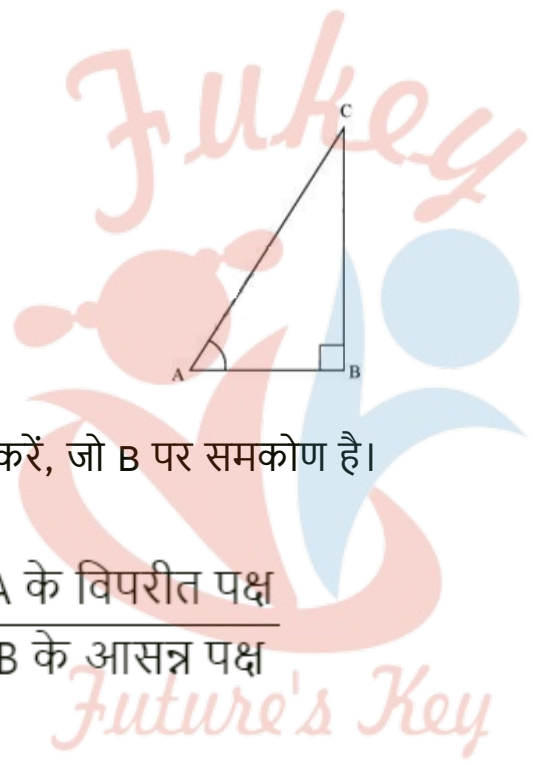 Fukey
C
A
B
करें, जो B पर समकोण है।
A के विपरीत पक्ष
B के आसन्न पक्ष
Future's Key